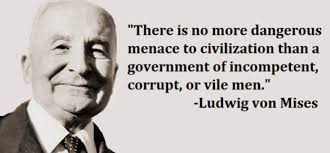 "There is no more dangerous
menace to civilization than a
government of incompetent,
corrupt, or vile men."
-Ludwig von Mises